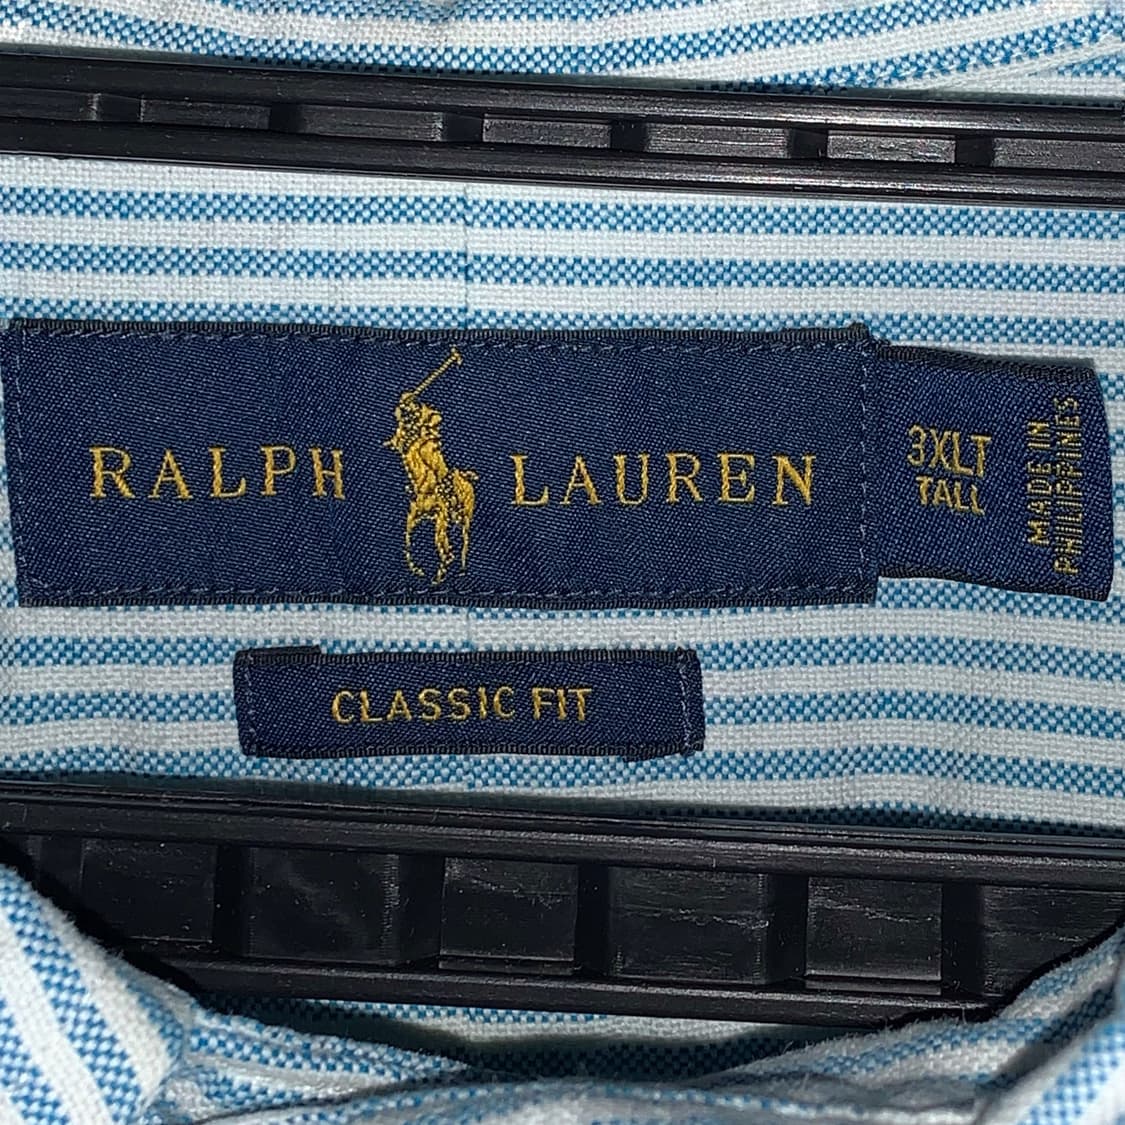 RALPH LAUREN
3XLT
TALL
MADE IN
PHILIPPINES
CLASSIC FIT